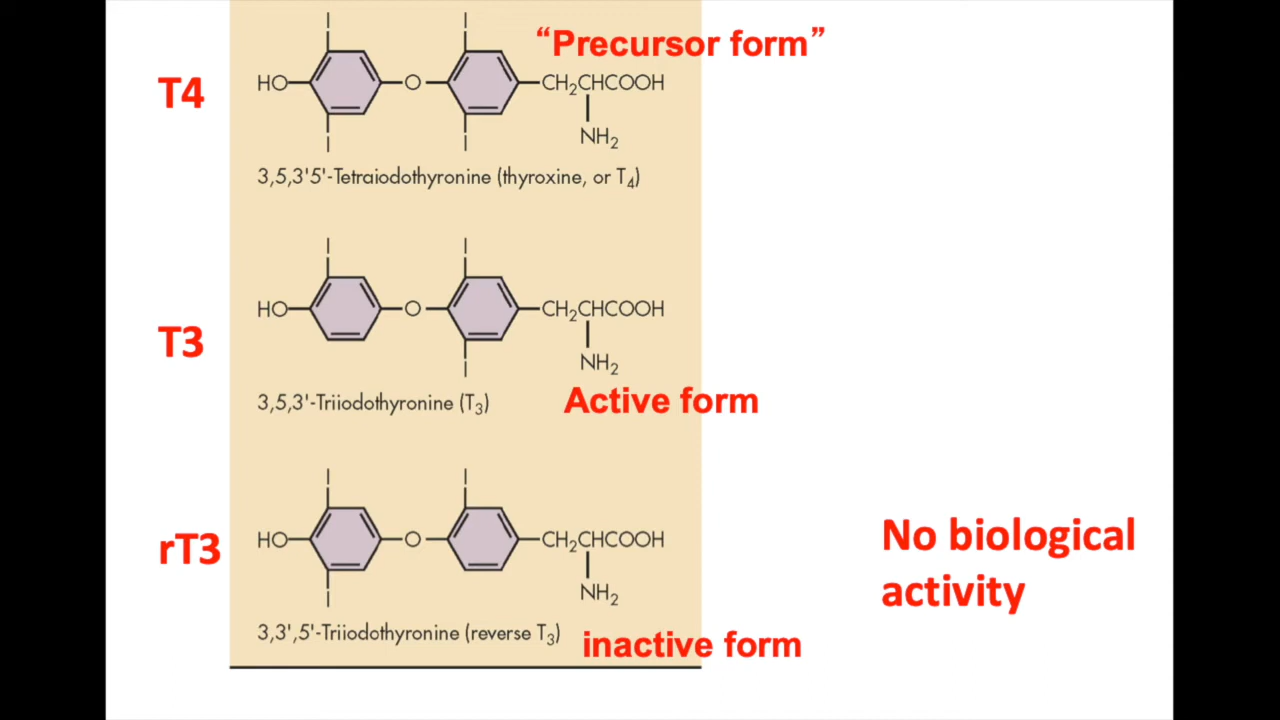 “Precursor form”
T4
I I
HO O CH₂CHCOOH
I I NH₂
3,5,3'5'-Tetraiodothyronine (thyroxine, or T₄)
I I
HO O CH₂CHCOOH
T3
I NH₂
3,5,3'-Triiodothyronine (T₃)
Active form
I I
rT3
HO O CH₂CHCOOH
I NH₂
No biological
activity
3,3',5'-Triiodothyronine (reverse T₃)
inactive form